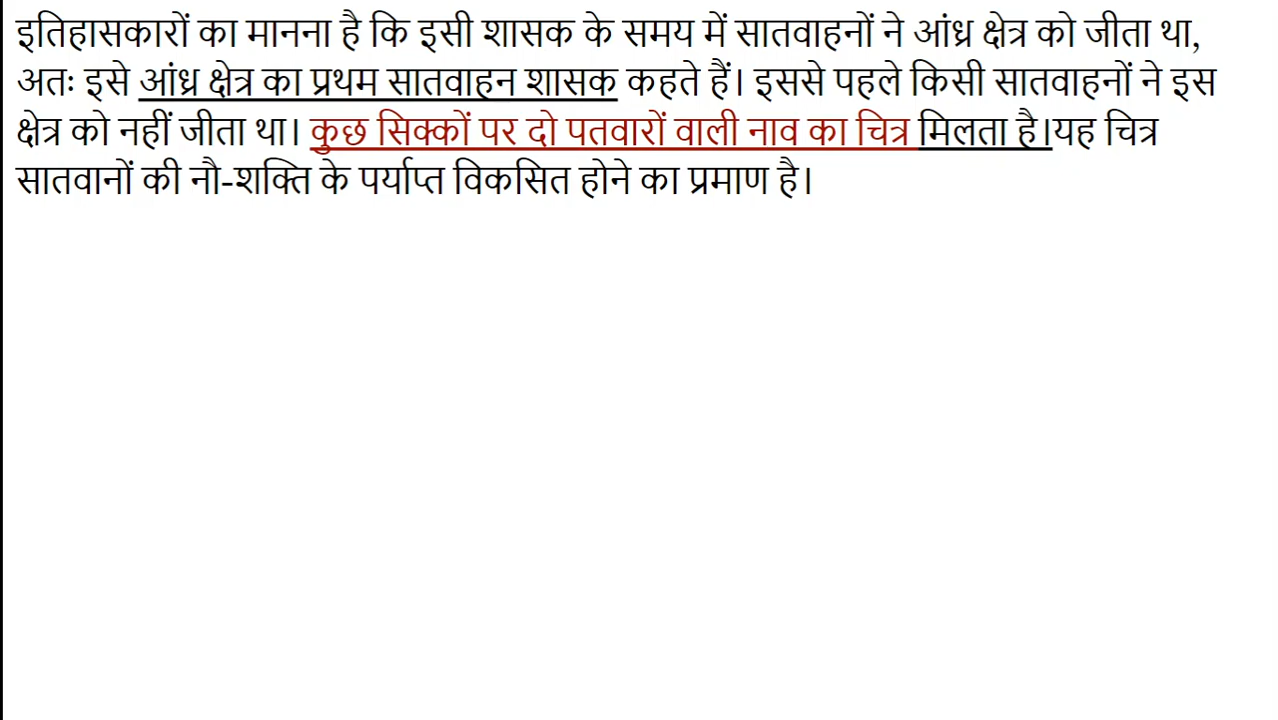 इतिहासकारों का मानना है कि इसी शासक के समय में सातवाहनों ने आंध्र क्षेत्र को जीता था,
अतः इसे आंध्र क्षेत्र का प्रथम सातवाहन शासक कहते हैं। इससे पहले किसी सातवाहनों ने इस
क्षेत्र को नहीं जीता था। कुछ सिक्कों पर दो पतवारों वाली नाव का चित्र मिलता है।यह चित्र
सातवानों की नौ-शक्ति के पर्याप्त विकसित होने का प्रमाण है।